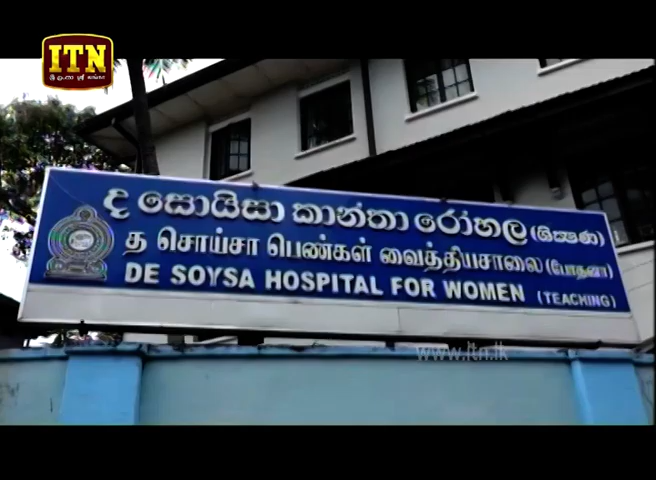 ITN
ද සොයිසා කාන්තා රෝහල (ශික්ෂණ)
த சொய்சா பெண்கள் வைத்தியசாலை (போதனா)
DE SOYSA HOSPITAL FOR WOMEN (TEACHING)
www.itn.lk